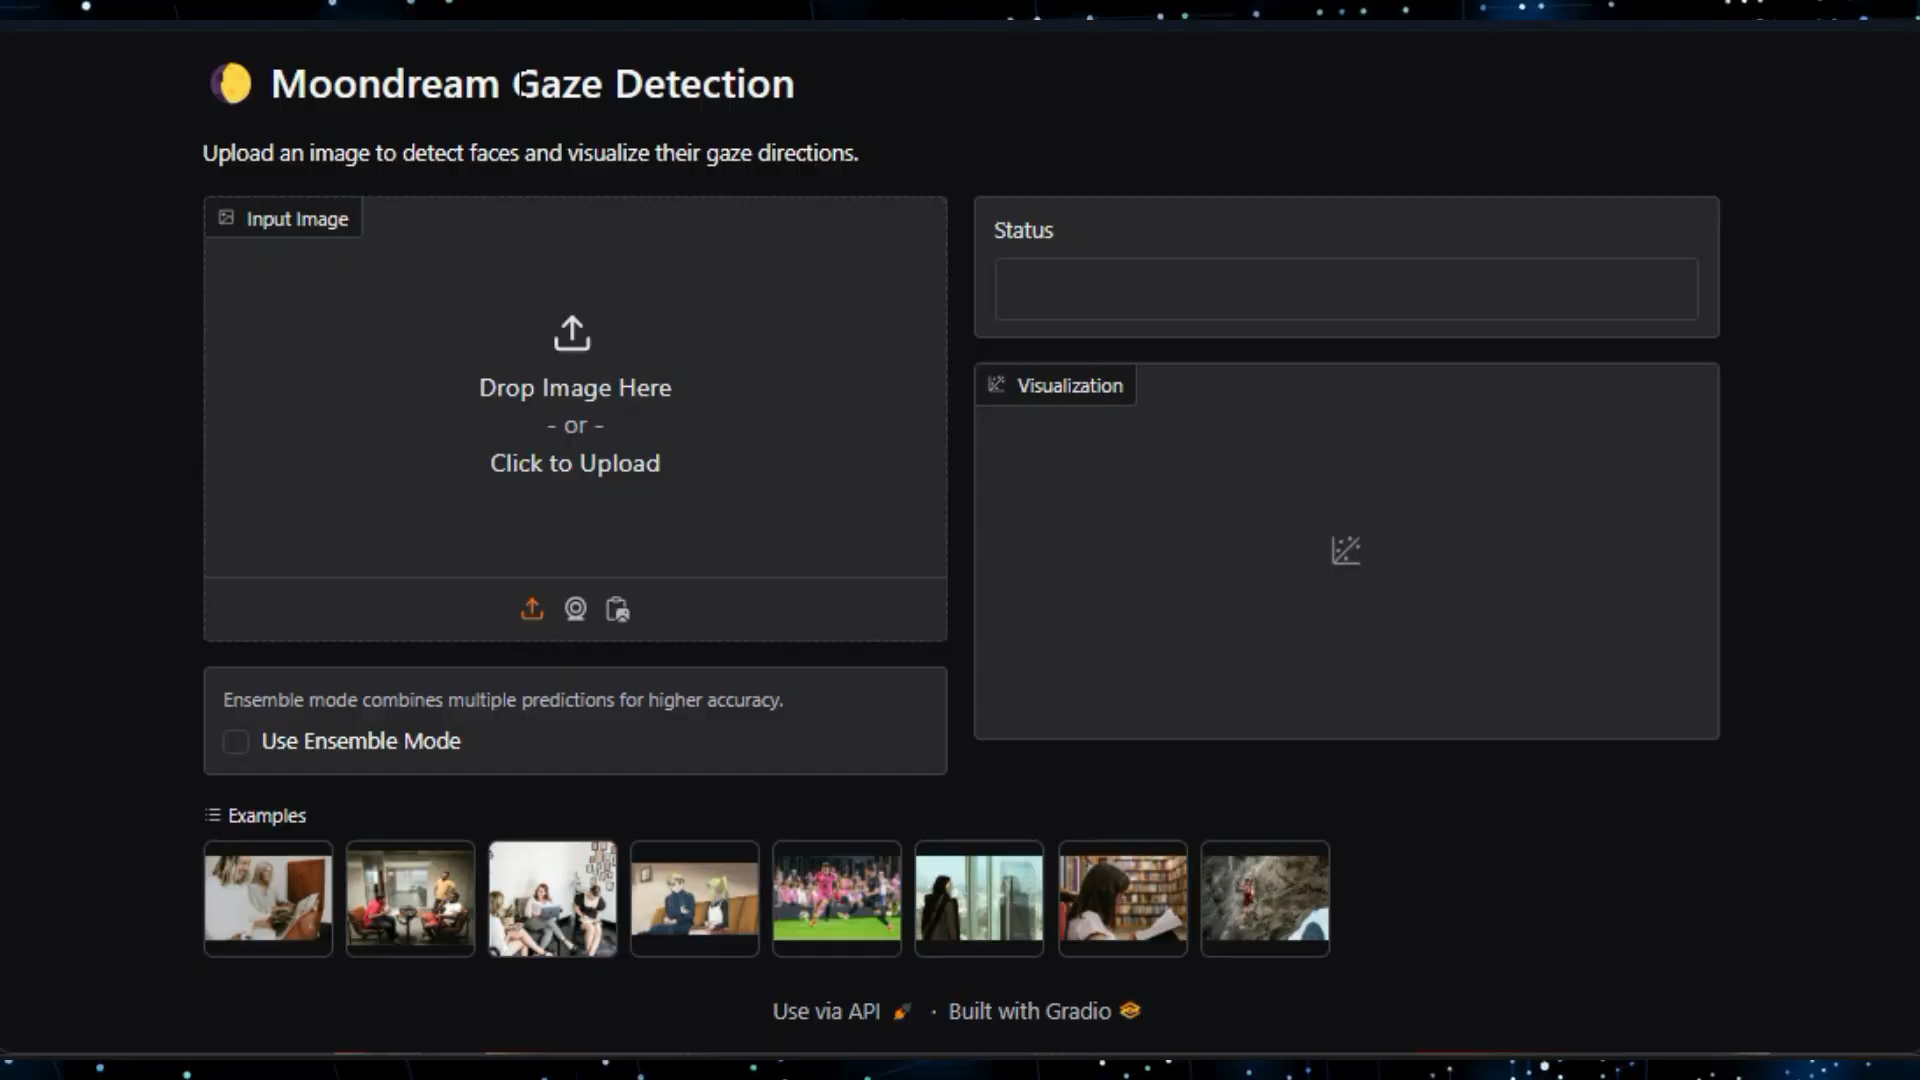 Moondream Gaze Detection
Upload an image to detect faces and visualize their gaze directions.
Input Image
Drop Image Here
- or -
Click to Upload
Ensemble mode combines multiple predictions for higher accuracy.
Use Ensemble Mode
Status
Visualization
Examples
Use via API · Built with Gradio